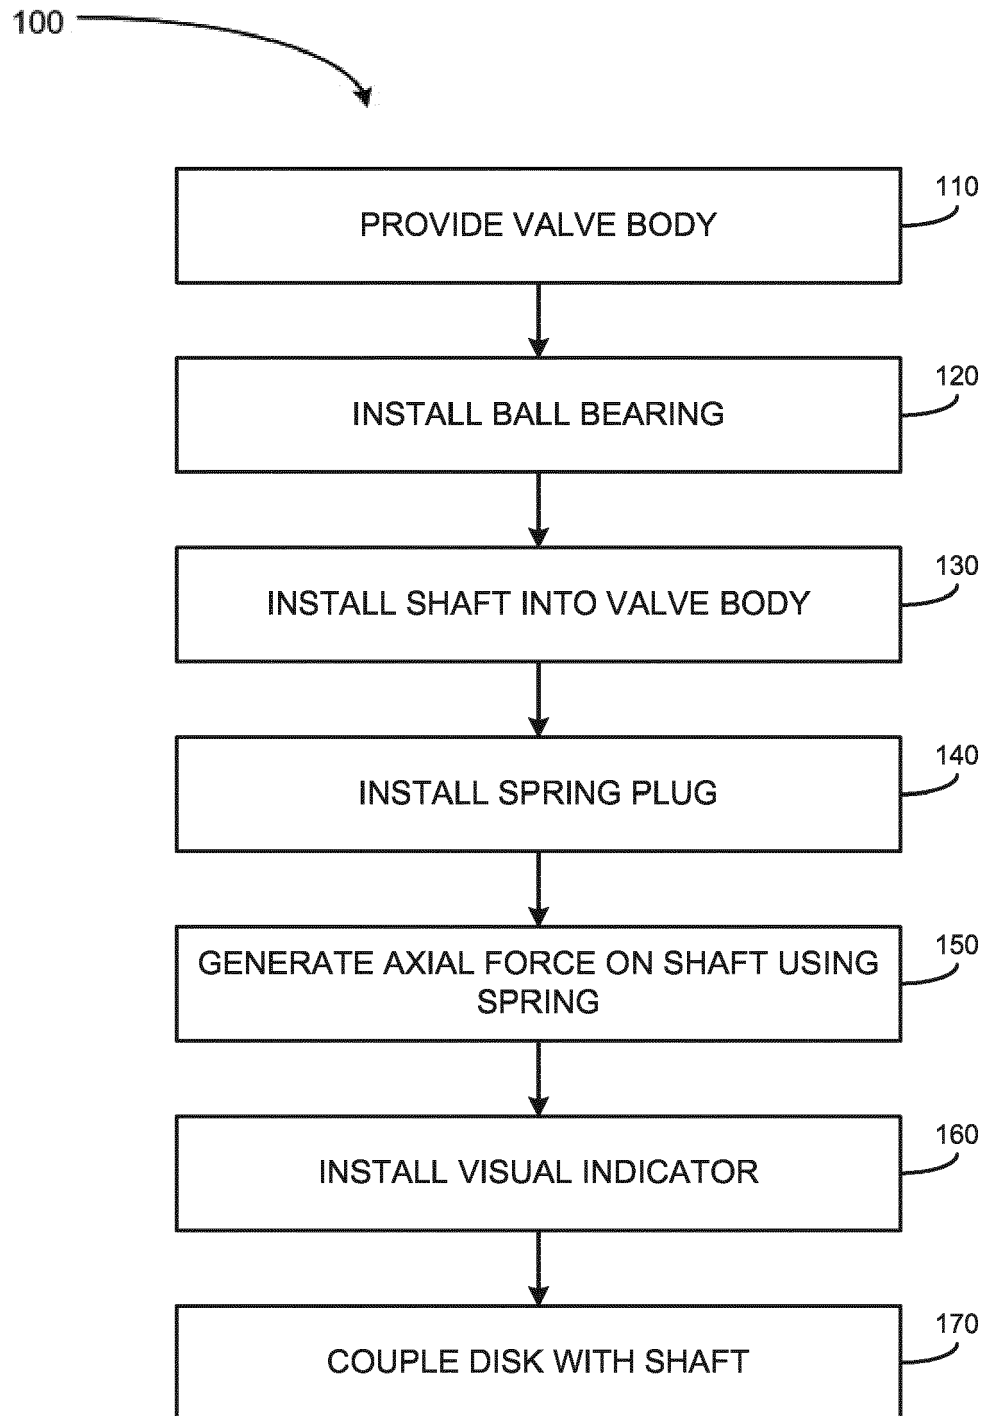 100
110
PROVIDE VALVE BODY
120
INSTALL BALL BEARING
130
INSTALL SHAFT INTO VALVE BODY
140
INSTALL SPRING PLUG
150
GENERATE AXIAL FORCE ON SHAFT USING
SPRING
160
INSTALL VISUAL INDICATOR
170
COUPLE DISK WITH SHAFT